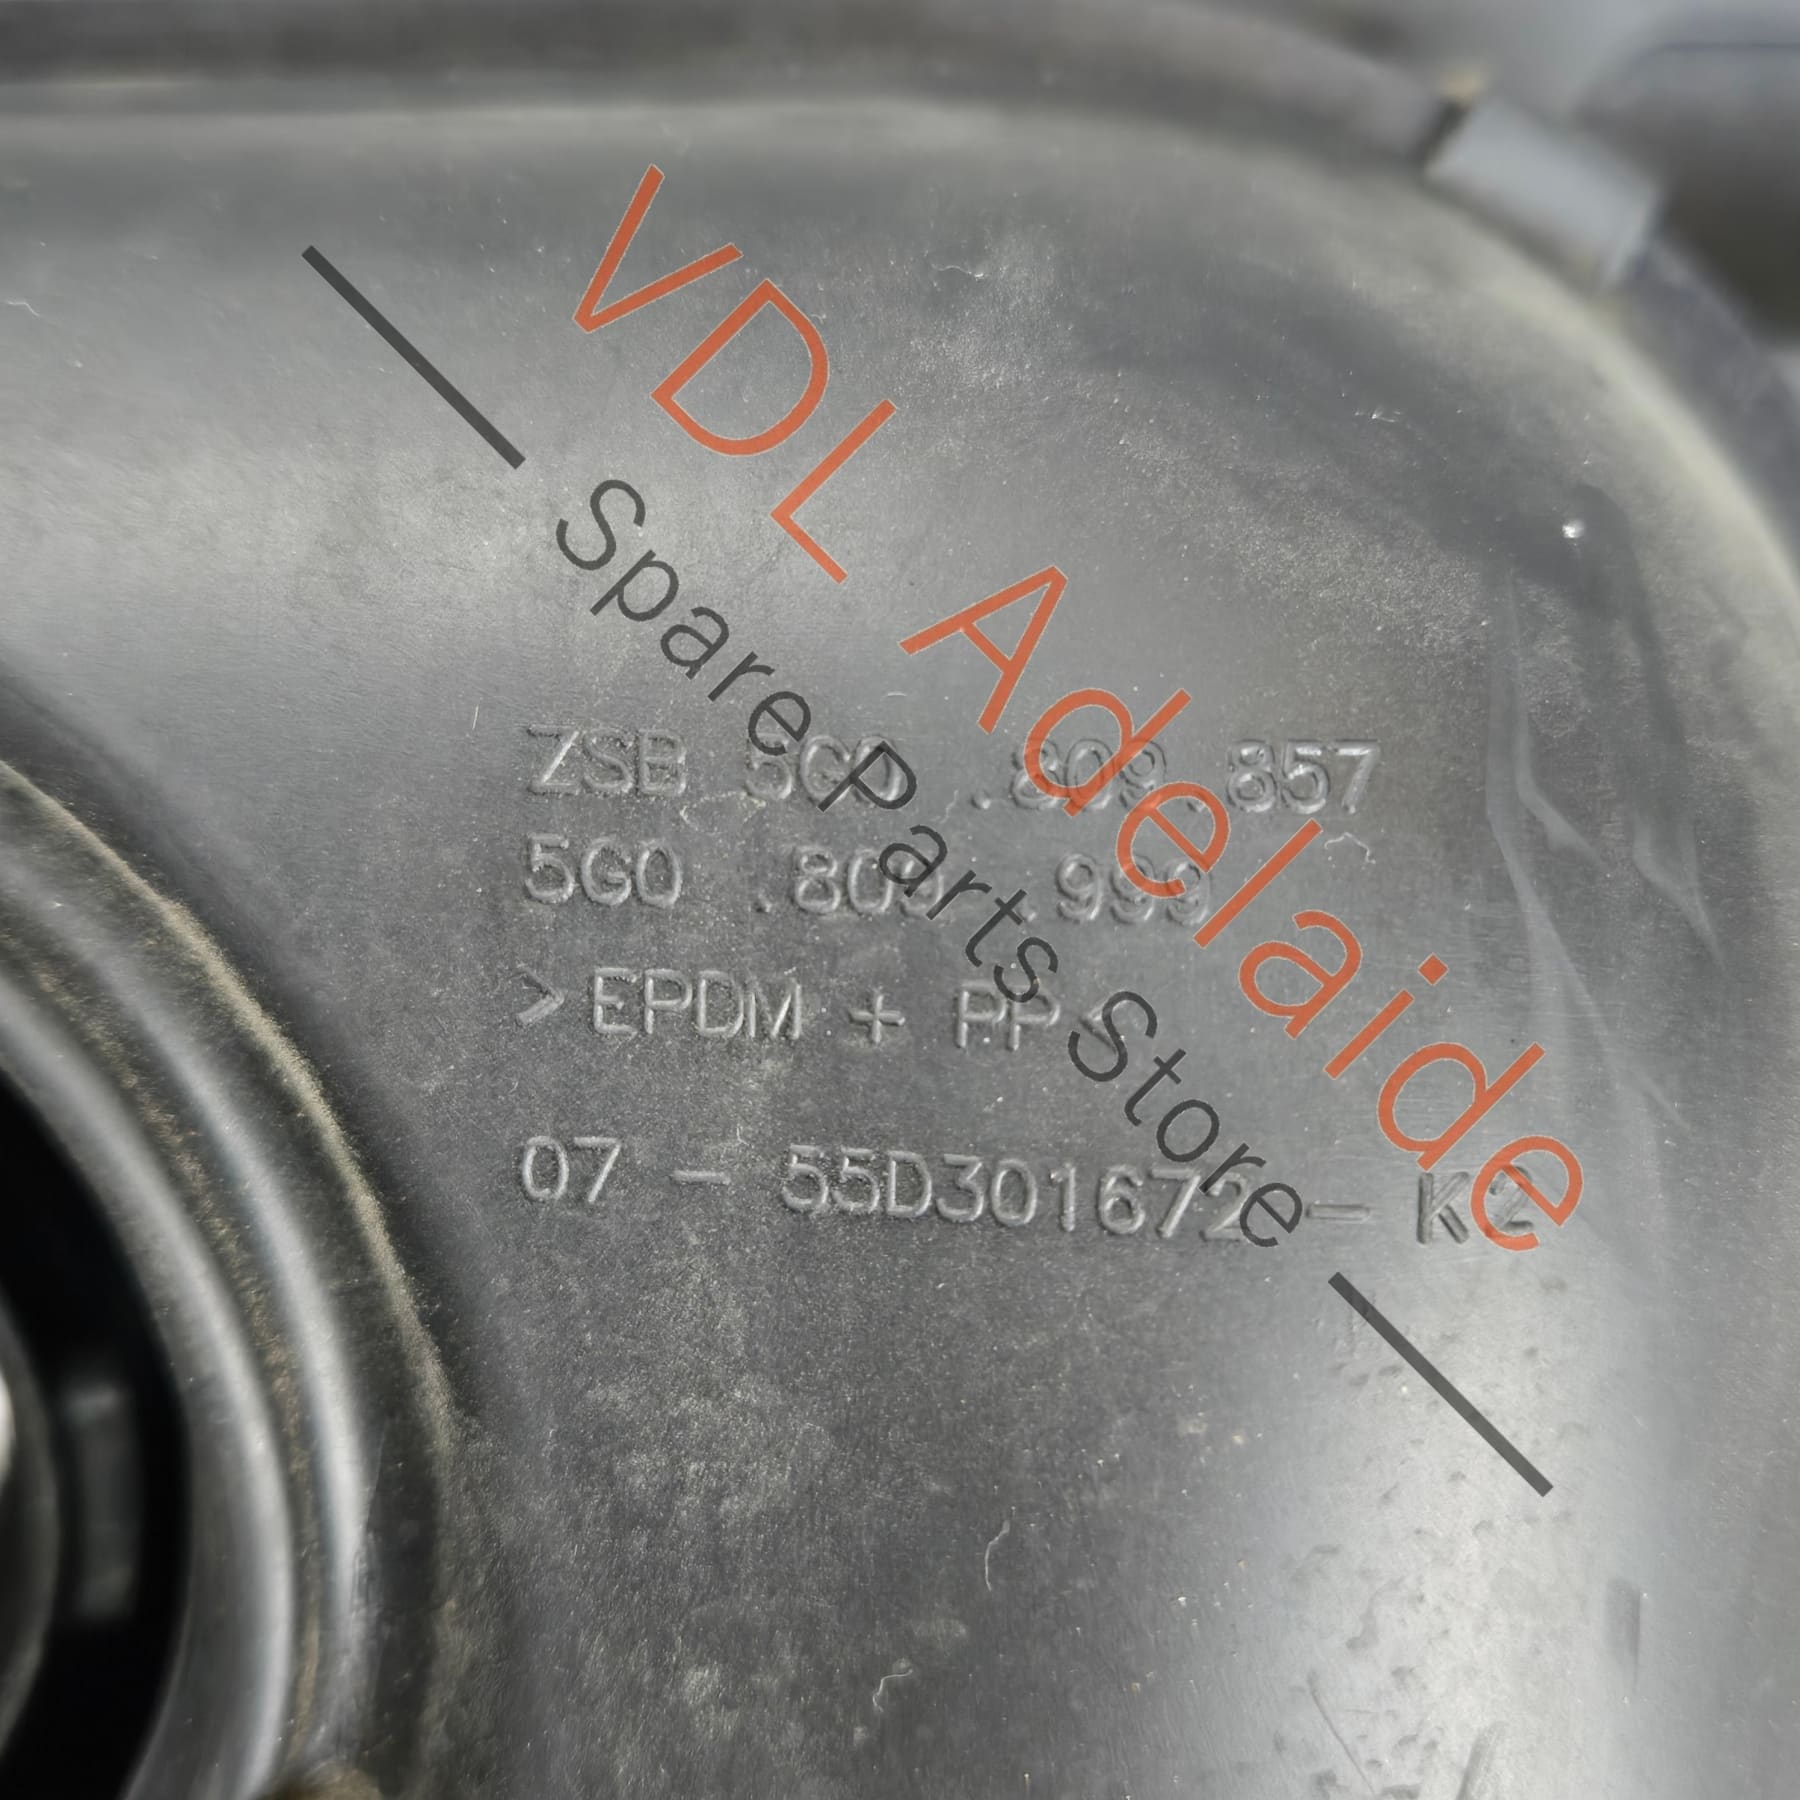 VDL Adelaide
Spare Parts Store
ZSB 5G0 .809.857
5G0 .809 .999
>EPDM + PP<
07 - 55D301672 - K2